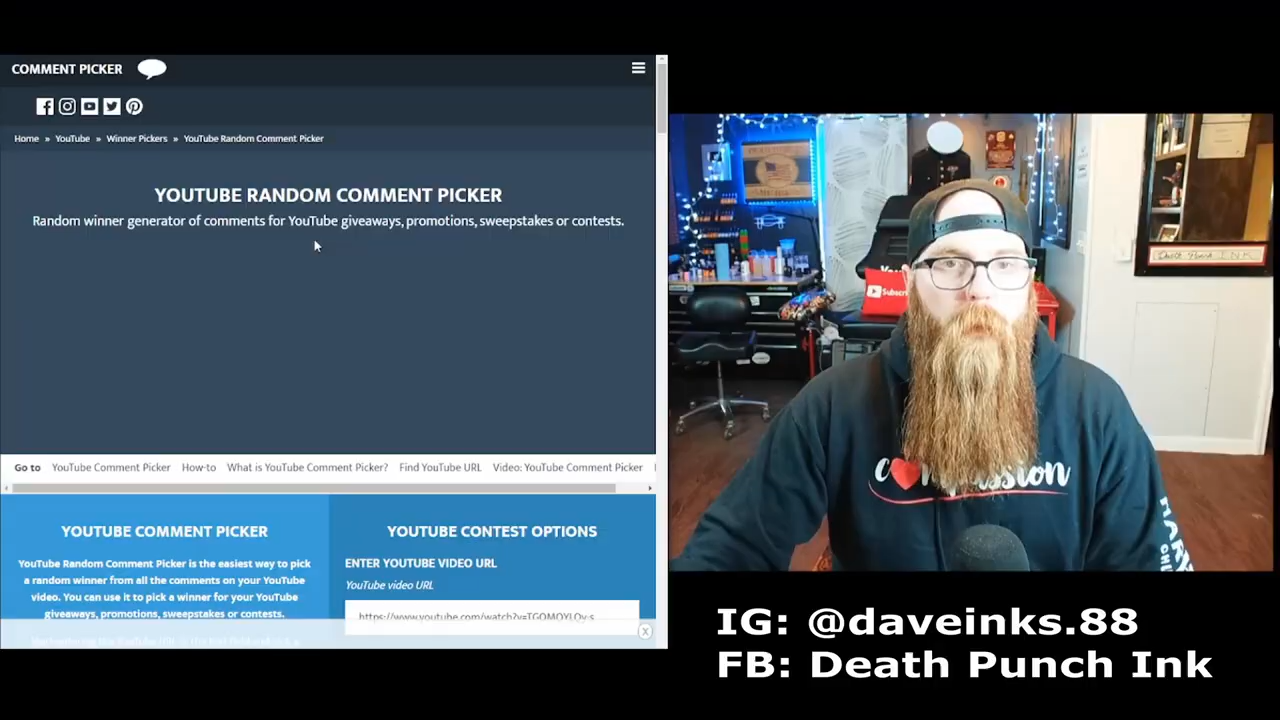 COMMENT PICKER
Home » YouTube » Winner Pickers » YouTube Random Comment Picker
YOUTUBE RANDOM COMMENT PICKER
Random winner generator of comments for YouTube giveaways, promotions, sweepstakes or contests.
Go to YouTube Comment Picker How-to What is YouTube Comment Picker? Find YouTube URL Video: YouTube Comment Picker
YOUTUBE COMMENT PICKER
YouTube Random Comment Picker is the easiest way to pick
a random winner from all the comments on your YouTube
video. You can use it to pick a winner for your YouTube
giveaways, promotions, sweepstakes or contests.
YOUTUBE CONTEST OPTIONS
ENTER YOUTUBE VIDEO URL
YouTube video URL
X
Subscri
Death Punch INK
compassion
IG: @daveinks.88
FB: Death Punch Ink